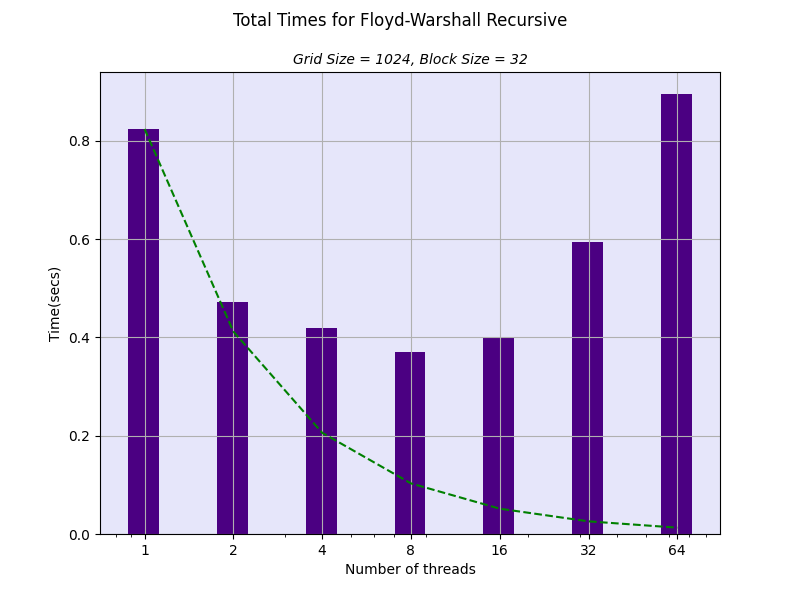 Total Times for Floyd-Warshall Recursive
Grid Size = 1024, Block Size = 32
Time(secs)
0.8
0.6
0.4
0.2
0.0
1 2 4 8 16 32 64
Number of threads